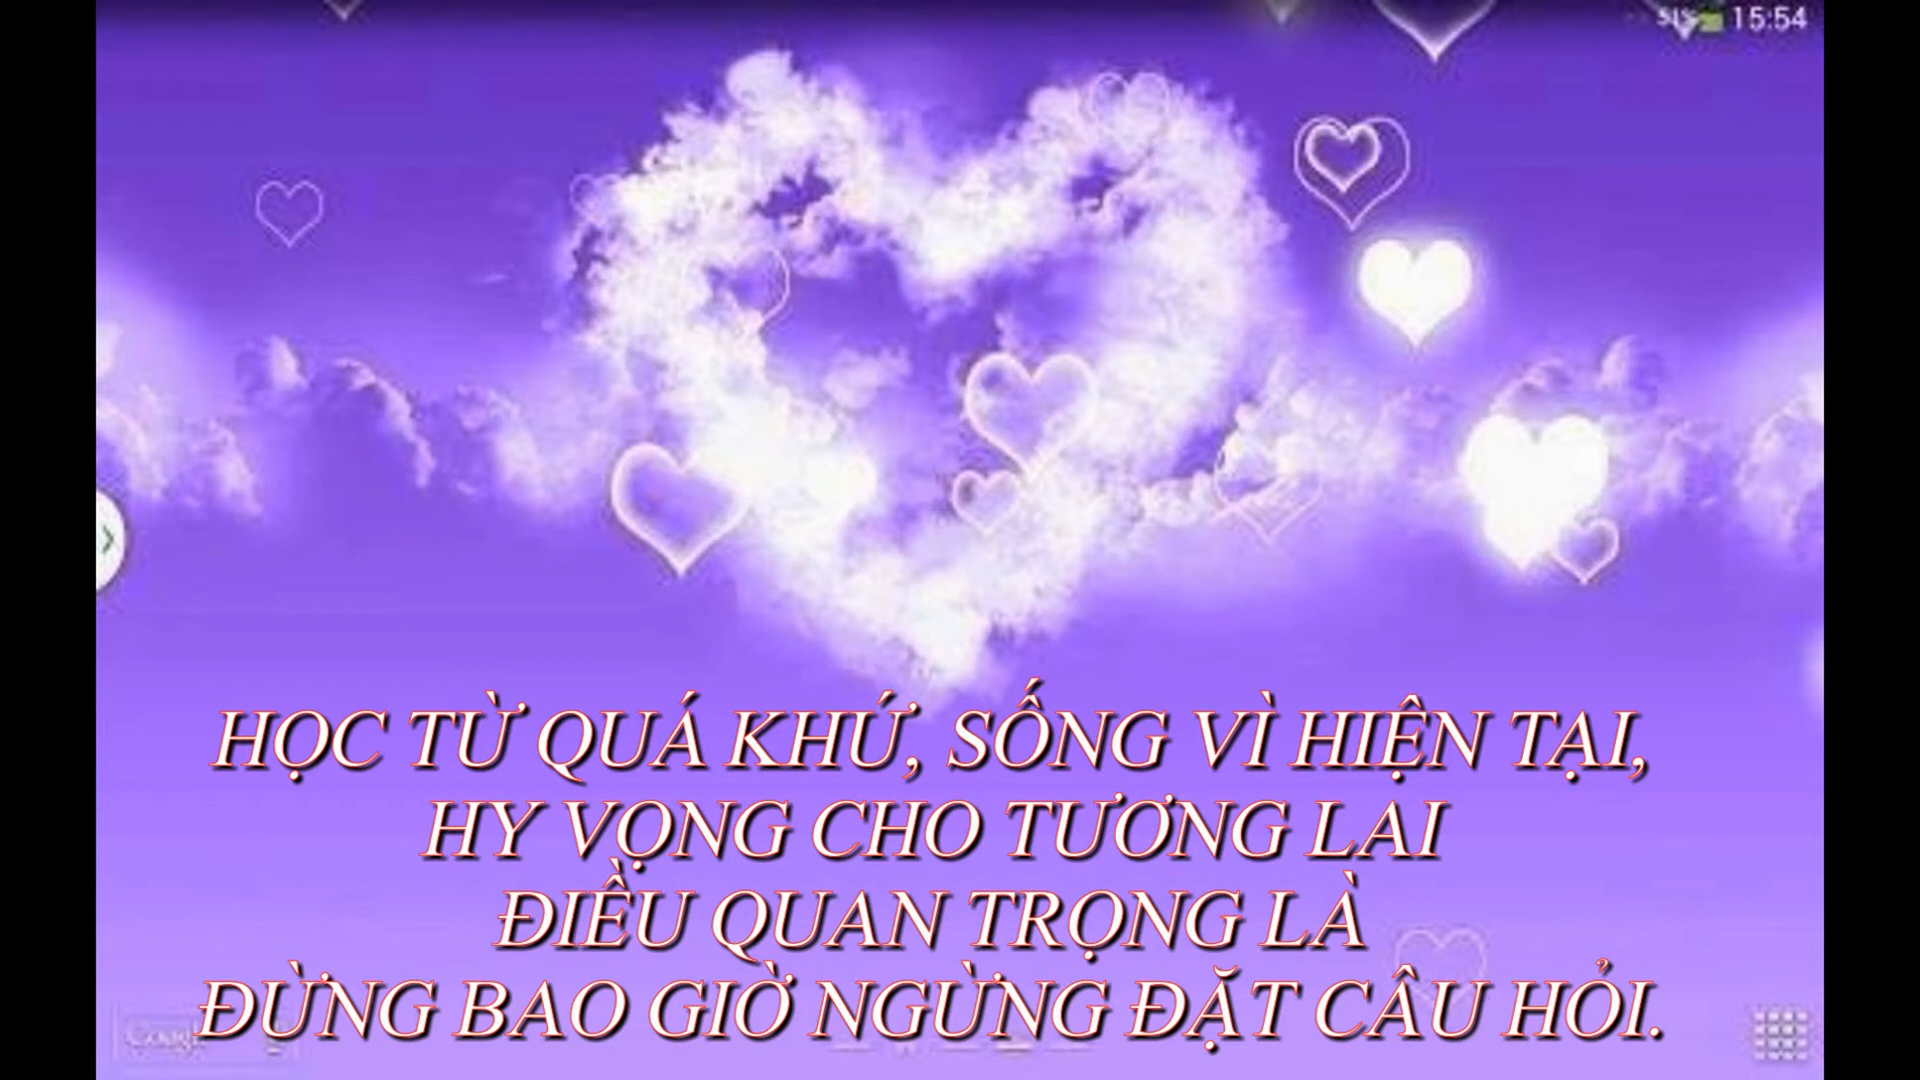 15:54
HỌC TỪ QUÁ KHỨ, SỐNG VÌ HIỆN TẠI,
HY VỌNG CHO TƯƠNG LAI
ĐIỀU QUAN TRỌNG LÀ
ĐỪNG BAO GIỜ NGỪNG ĐẶT CÂU HỎI.